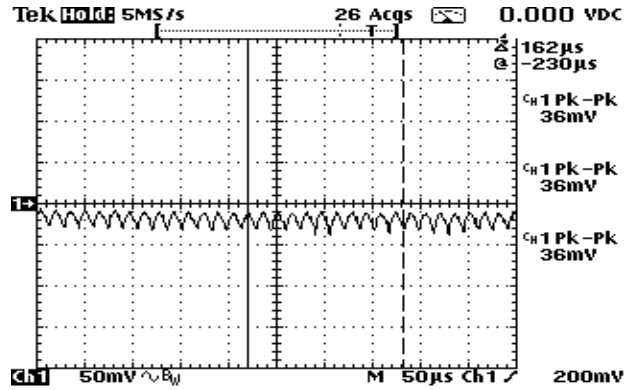 Tek Hold: 5MS/s 26 Acqs 0.000 VDC
[ T ]
Δ 162µs
@ -230µs
CH1 Pk-Pk
36mV
CH1 Pk-Pk
36mV
1→
CH1 Pk-Pk
36mV
Ch1 50mV ∿ BW M 50µs Ch1 ∕ 200mV